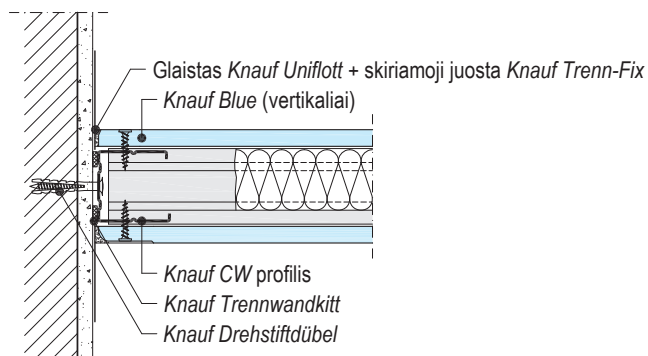 Glaistas Knauf Uniflott + skiriamoji juosta Knauf Trenn-Fix
Knauf Blue (vertikaliai)
Knauf CW profilis
Knauf Trennwandkitt
Knauf Drehstiftdübel